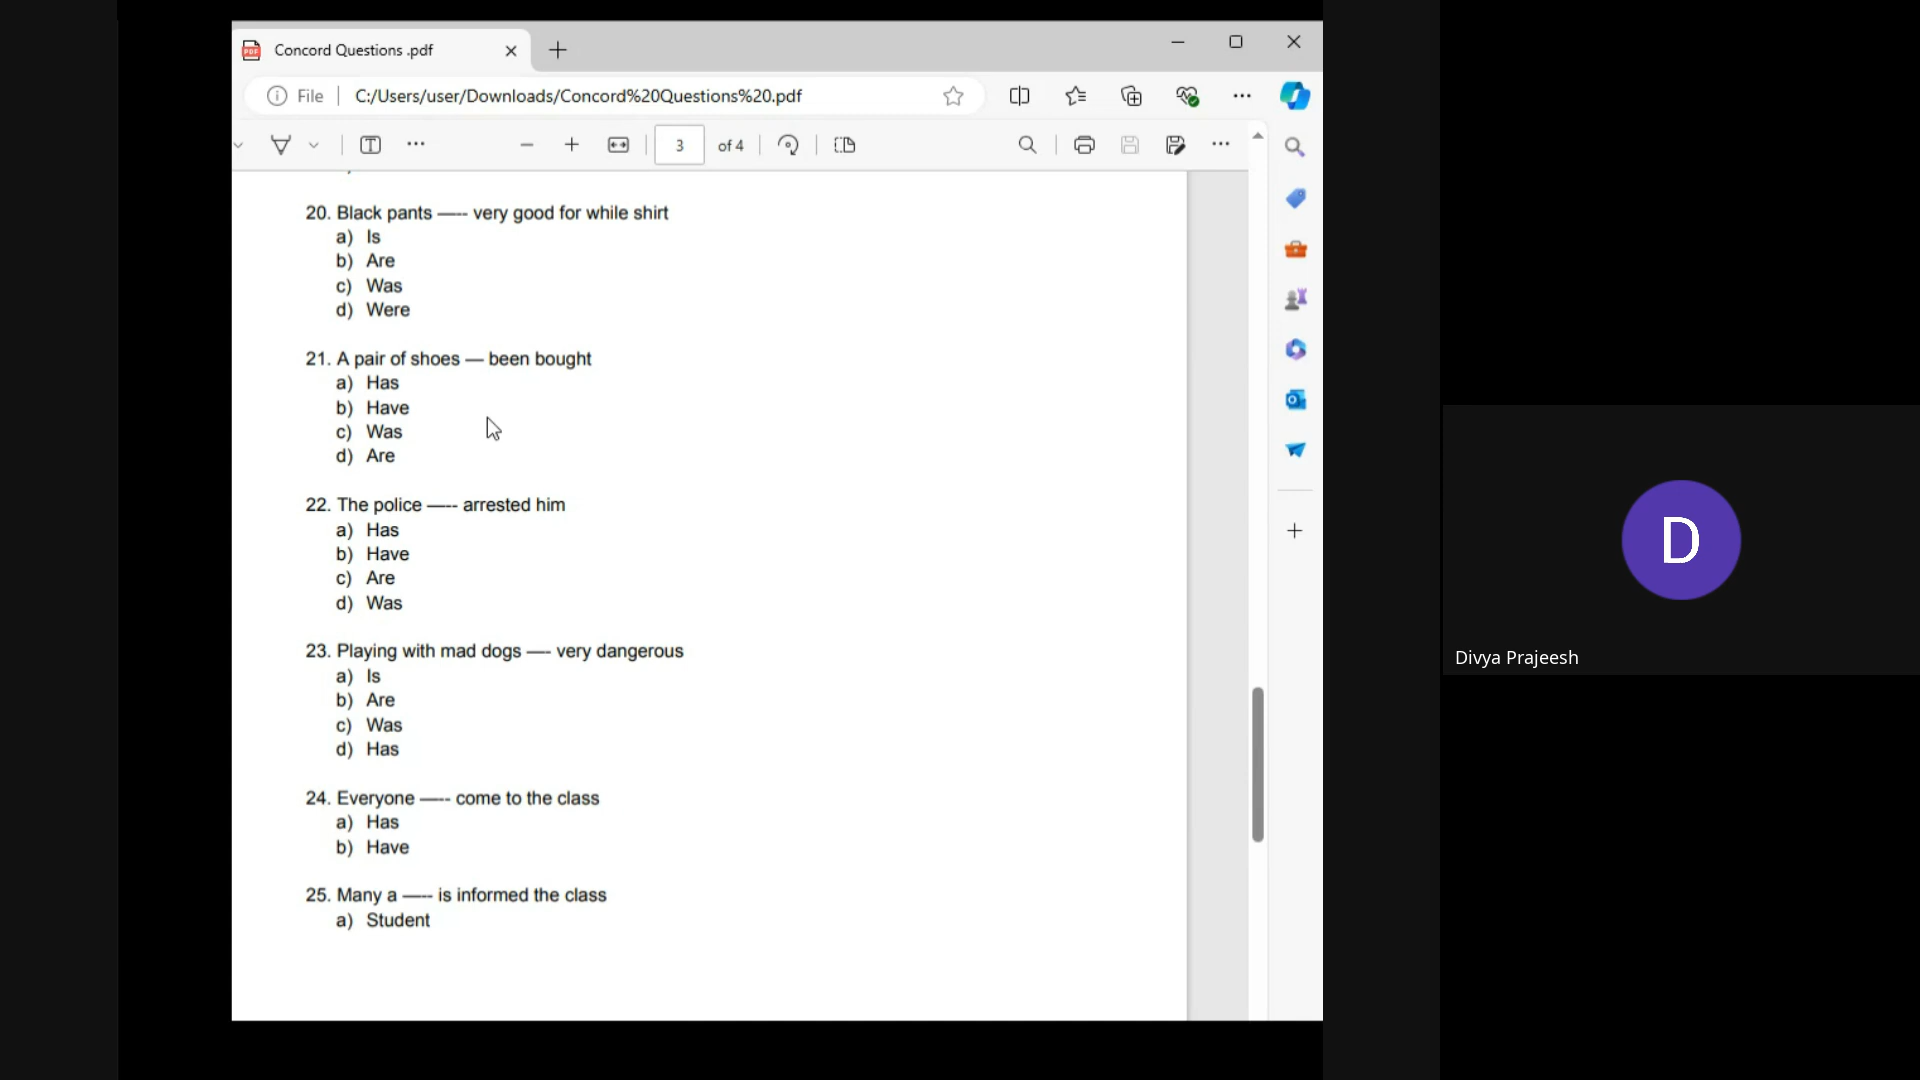 Concord Questions .pdf
File
C:/Users/user/Downloads/Concord%20Questions%20.pdf
3 of 4
20. Black pants —-- very good for while shirt
a) Is
b) Are
c) Was
d) Were
21. A pair of shoes — been bought
a) Has
b) Have
c) Was
d) Are
22. The police —-- arrested him
a) Has
b) Have
c) Are
d) Was
23. Playing with mad dogs —- very dangerous
a) Is
b) Are
c) Was
d) Has
24. Everyone —-- come to the class
a) Has
b) Have
25. Many a —-- is informed the class
a) Student
D
Divya Prajeesh